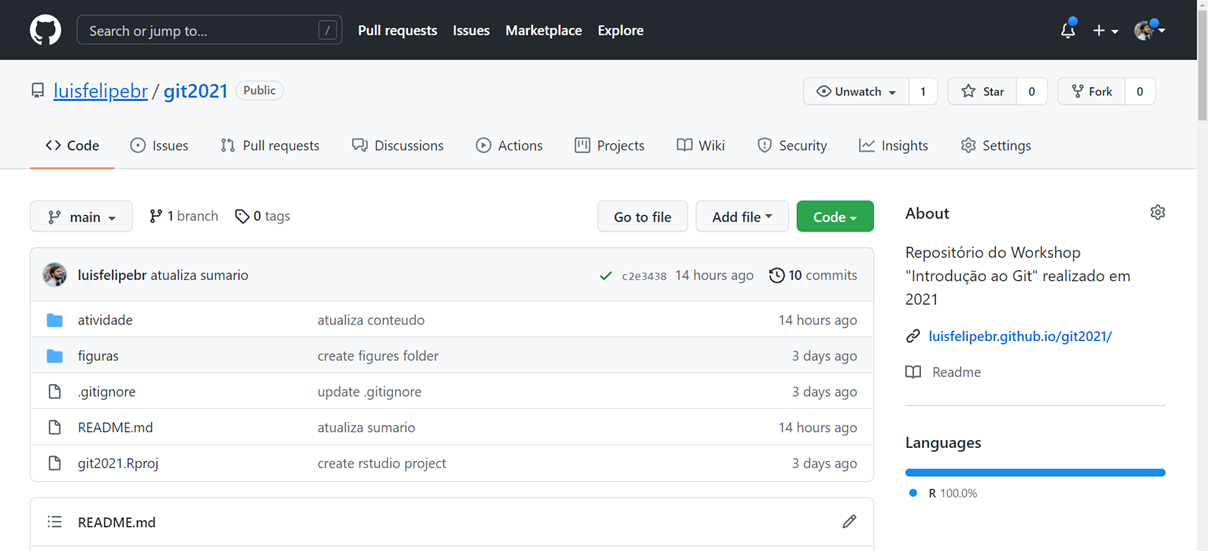 Search or jump to... /
Pull requests Issues Marketplace Explore
luisfelipebr / git2021 Public
Unwatch 1 Star 0 Fork 0
Code Issues Pull requests Discussions Actions Projects Wiki Security Insights Settings
main 1 branch 0 tags
Go to file Add file Code
luisfelipebr atualiza sumario c2e3438 14 hours ago 10 commits
atividade atualiza conteudo 14 hours ago
figuras create figures folder 3 days ago
.gitignore update .gitignore 3 days ago
README.md atualiza sumario 14 hours ago
git2021.Rproj create rstudio project 3 days ago
README.md
About
Repositório do Workshop
"Introdução ao Git" realizado em
2021
luisfelipebr.github.io/git2021/
Readme
Languages
R 100.0%